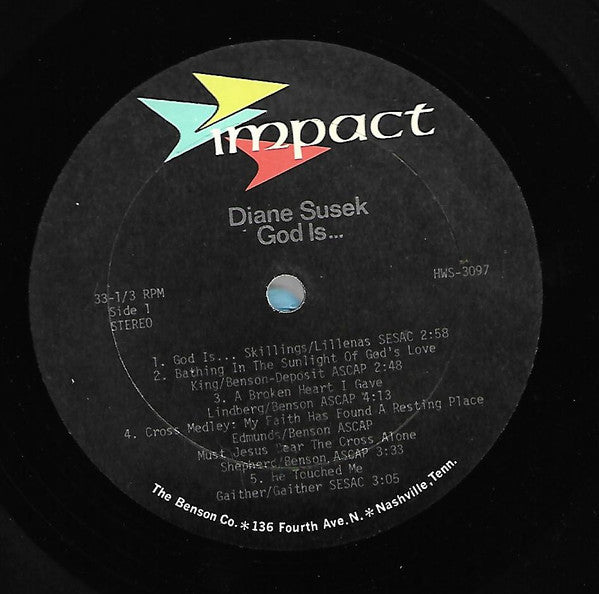 impact
Diane Susek
God Is...
HWS-3097
33-1/3 RPM
Side 1
STEREO
1. God Is... Skillings/Lillenas SESAC 2:58
2. Bathing In The Sunlight Of God's Love
King/Benson-Deposit ASCAP 2:48
3. A Broken Heart I Gave
Lindberg/Benson ASCAP 4:13
4. Cross Medley: My Faith Has Found A Resting Place
Edmunds/Benson ASCAP
Must Jesus Bear The Cross Alone
Shepherd/Benson ASCAP 3:33
5. He Touched Me
Gaither/Gaither SESAC 3:05
The Benson Co. * 136 Fourth Ave. N. * Nashville, Tenn.